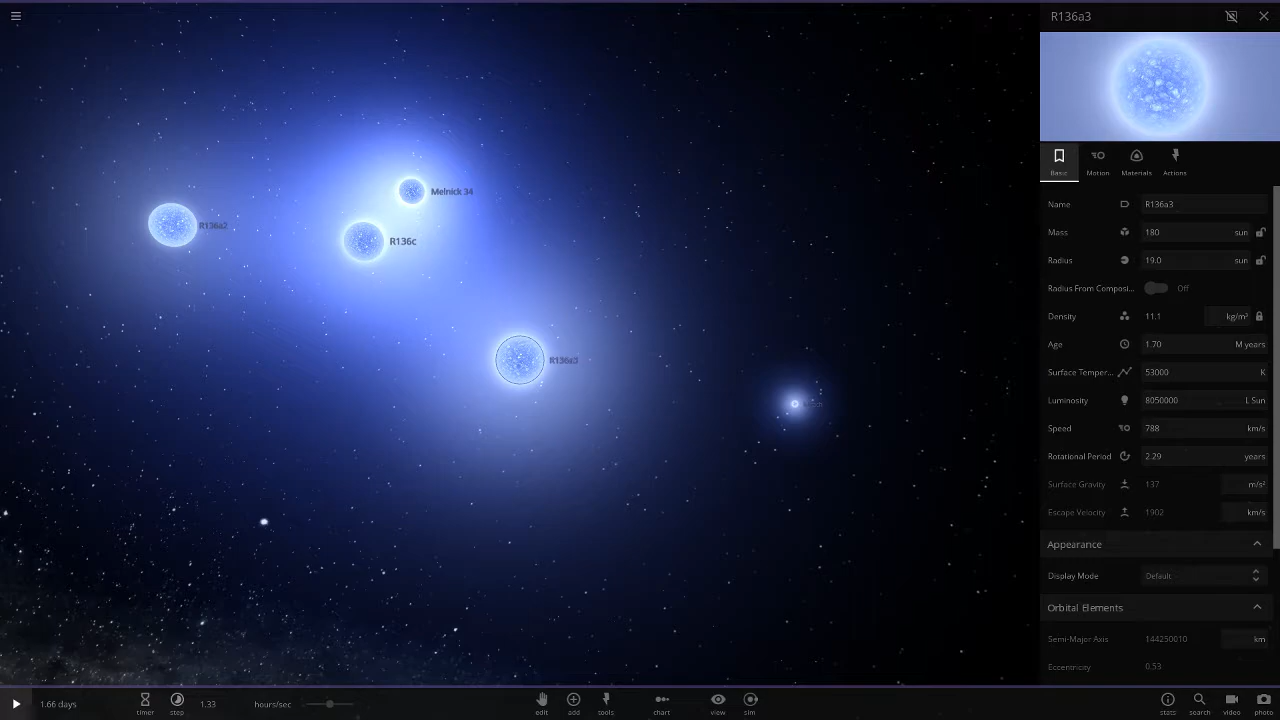 R136a3
Melnick 34
R136a2
R136c
R136a3
Basic Motion Materials Actions
Name R136a3
Mass 180 sun
Radius 19.0 sun
Radius From Composi... Off
Density 11.1 kg/m³
Age 1.70 M years
Surface Temper... 53000 K
Luminosity 8050000 L Sun
Speed 788 km/s
Rotational Period 2.29 years
Surface Gravity 137 m/s²
Escape Velocity 1902 km/s
Appearance
Display Mode Default
Orbital Elements
Semi-Major Axis 144250010 km
Eccentricity 0.53
1.66 days timer step 1.33 hours/sec edit add tools chart view sim stats search video photo